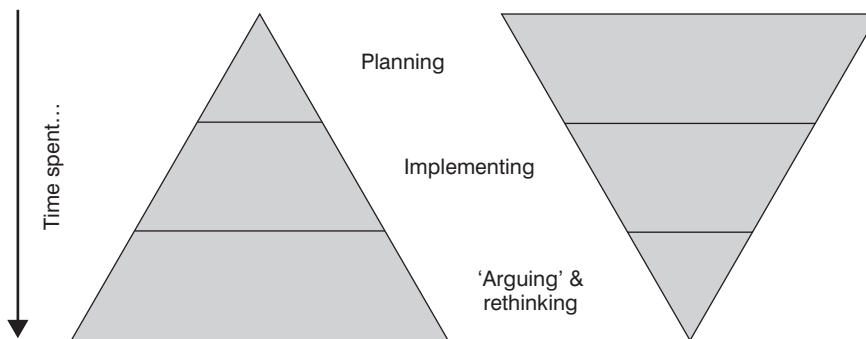 Time spent…
Planning
Implementing
‘Arguing’ &
rethinking